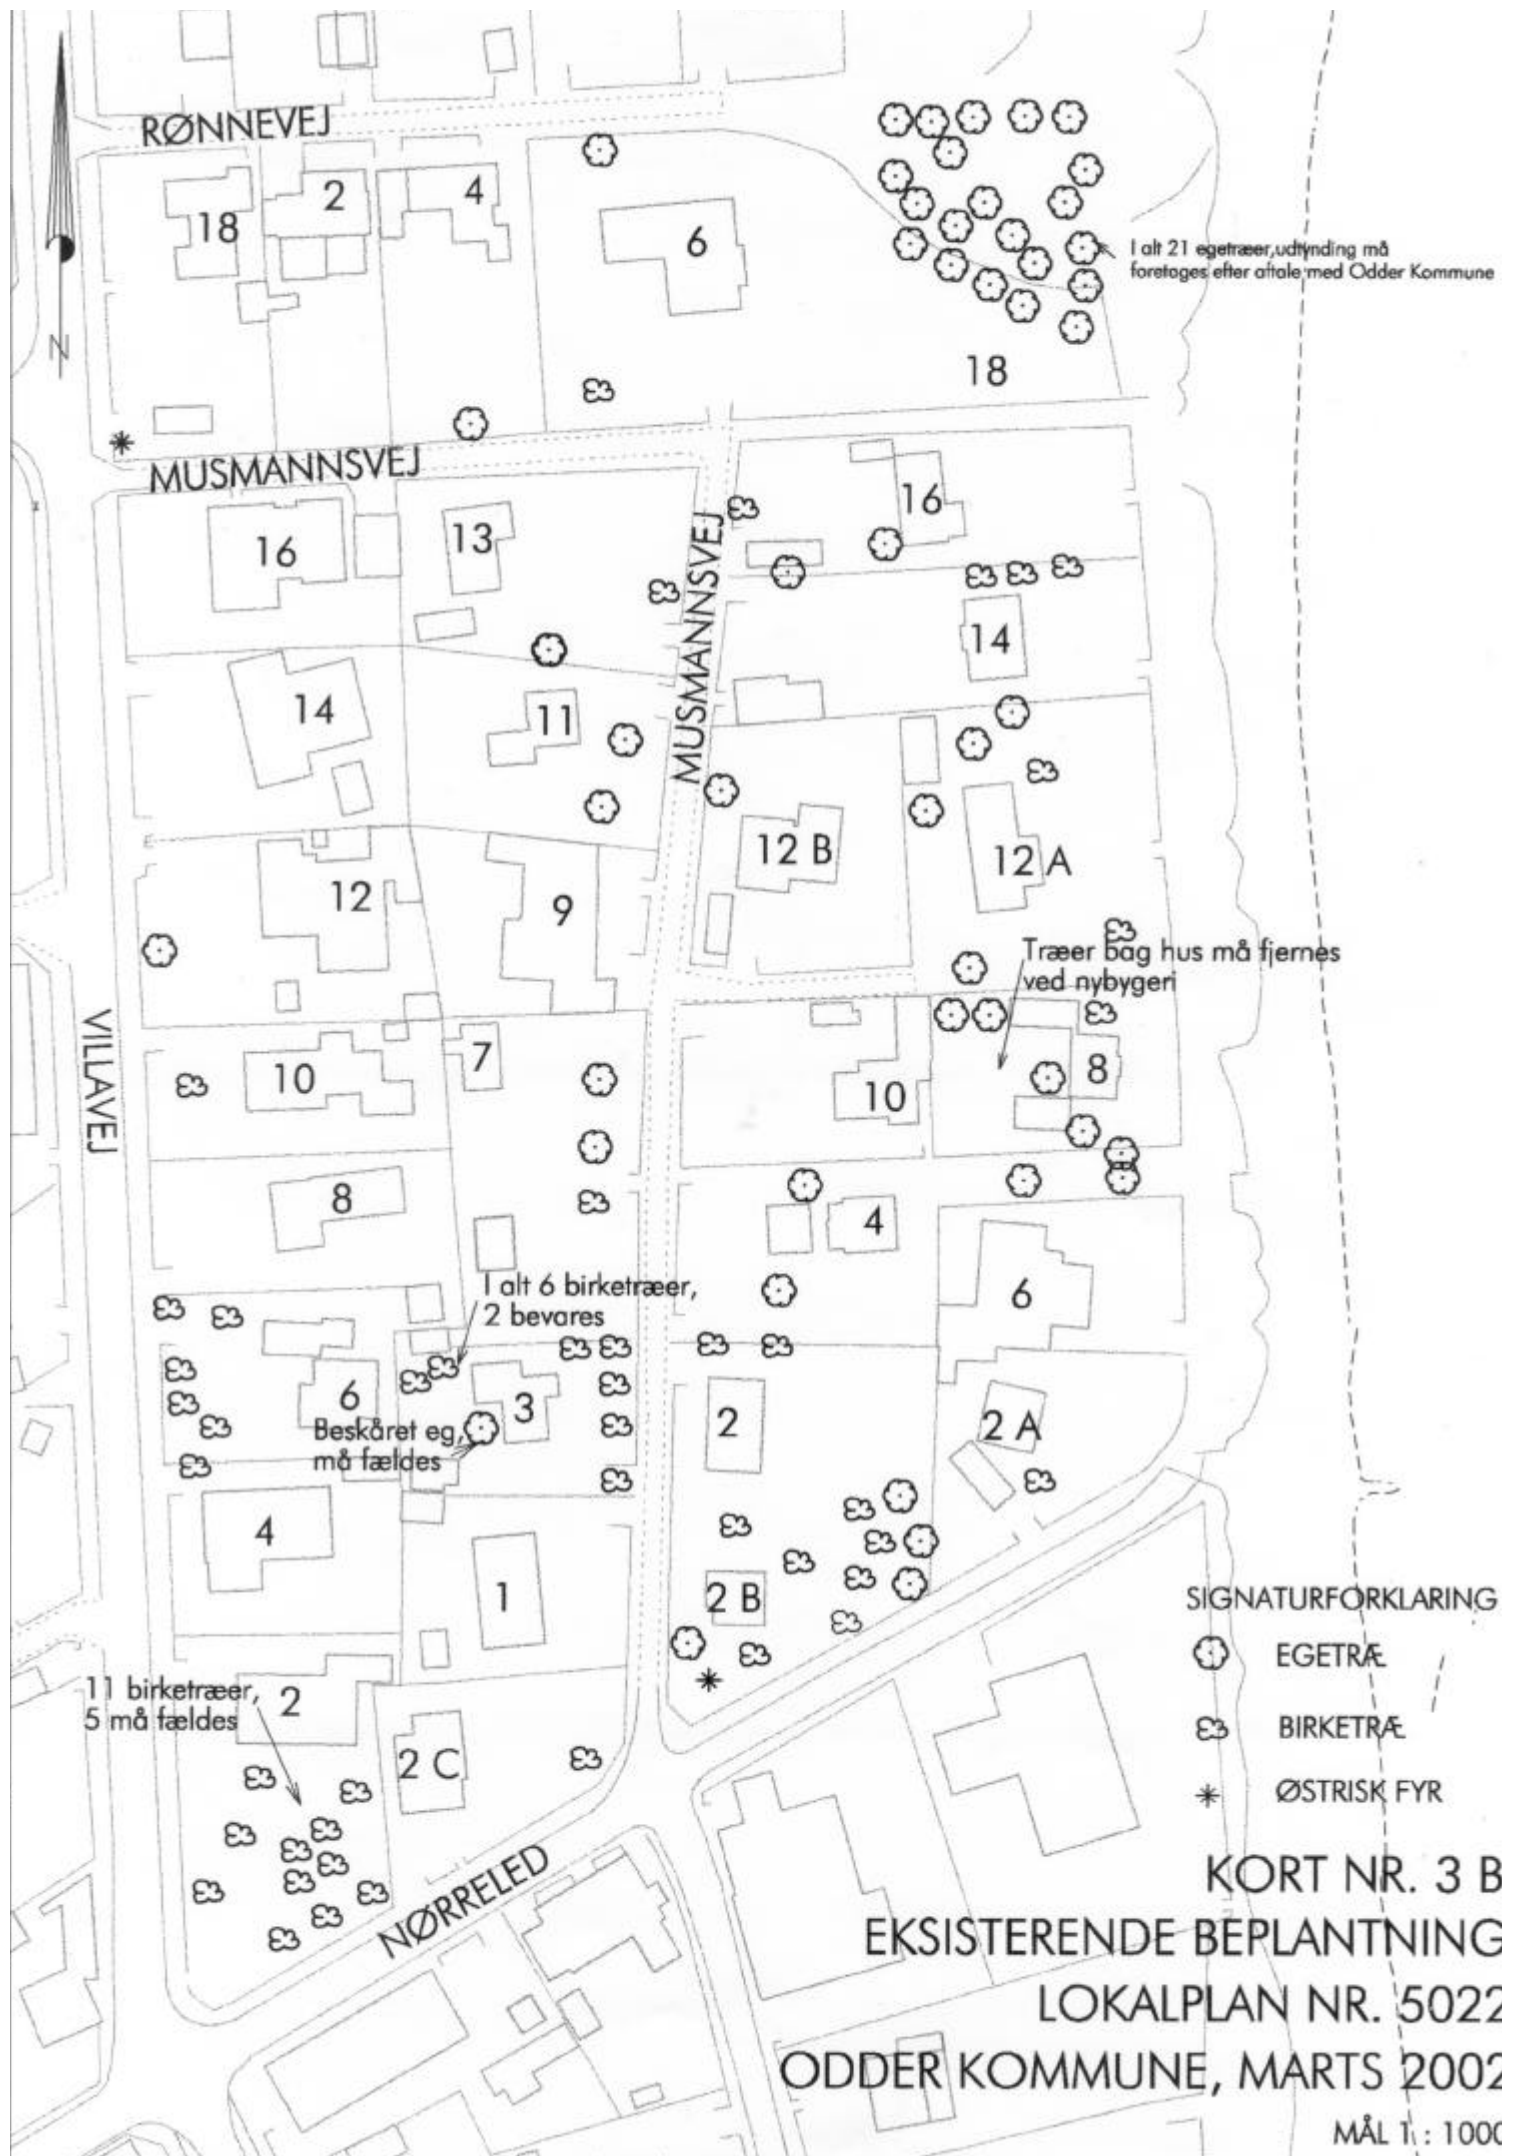 RØNNEVEJ
2
4
18
6
I alt 21 egetræer,udtynding må
foretages efter aftale med Odder Kommune
N
18
MUSMANNSVEJ
16
13
16
MUSMANNSVEJ
14
14
11
12 B
12 A
12
9
Træer bag hus må fjernes
ved nybygeri
VILLAVEJ
10
7
10
8
8
4
6
I alt 6 birketræer,
2 bevares
6
3
2
2 A
Beskåret eg,
må fældes
4
1
2 B
SIGNATURFORKLARING
EGETRÆ
BIRKETRÆ
ØSTRISK FYR
11 birketræer,
5 må fældes
2
2 C
NØRRELED
KORT NR. 3 B
EKSISTERENDE BEPLANTNING
LOKALPLAN NR. 5022
ODDER KOMMUNE, MARTS 2002
MÅL 1 : 1000